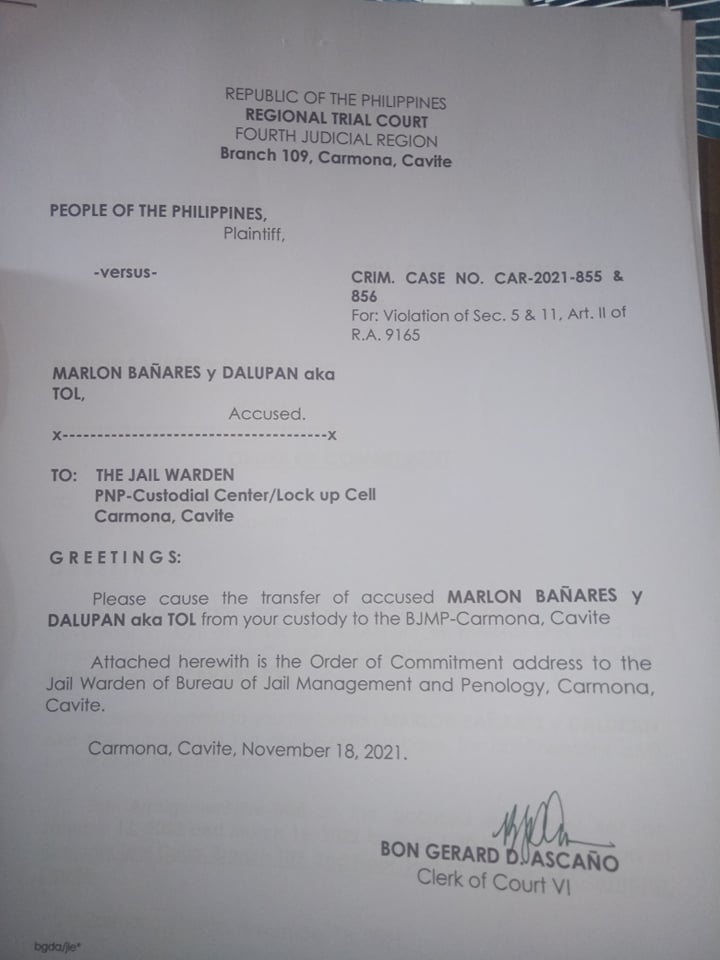 REPUBLIC OF THE PHILIPPINES
REGIONAL TRIAL COURT
FOURTH JUDICIAL REGION
Branch 109, Carmona, Cavite
PEOPLE OF THE PHILIPPINES,
Plaintiff,
-versus-
CRIM. CASE NO. CAR-2021-855 &
856
For: Violation of Sec. 5 & 11, Art. II of
R.A. 9165
MARLON BAÑARES y DALUPAN aka
TOL,
Accused.
x-----------------------------------x
TO: THE JAIL WARDEN
PNP-Custodial Center/Lock up Cell
Carmona, Cavite
G R E E T I N G S:
Please cause the transfer of accused MARLON BAÑARES y
DALUPAN aka TOL from your custody to the BJMP-Carmona, Cavite
Attached herewith is the Order of Commitment address to the
Jail Warden of Bureau of Jail Management and Penology, Carmona,
Cavite.
Carmona, Cavite, November 18, 2021.
BON GERARD D. ASCAÑO
Clerk of Court VI
bgda/jle*